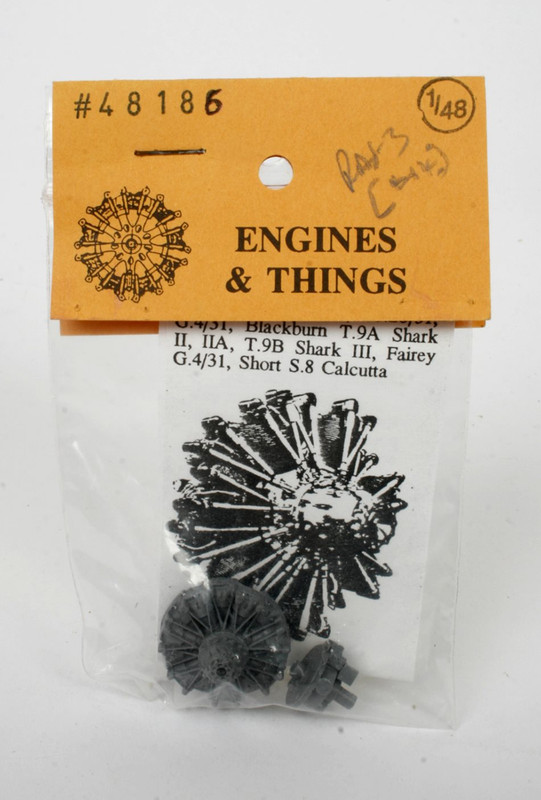 #48186
1/48
ENGINES
& THINGS
G.4/31, Blackburn T.9A Shark
II, IIA, T.9B Shark III, Fairey
G.4/31, Short S.8 Calcutta